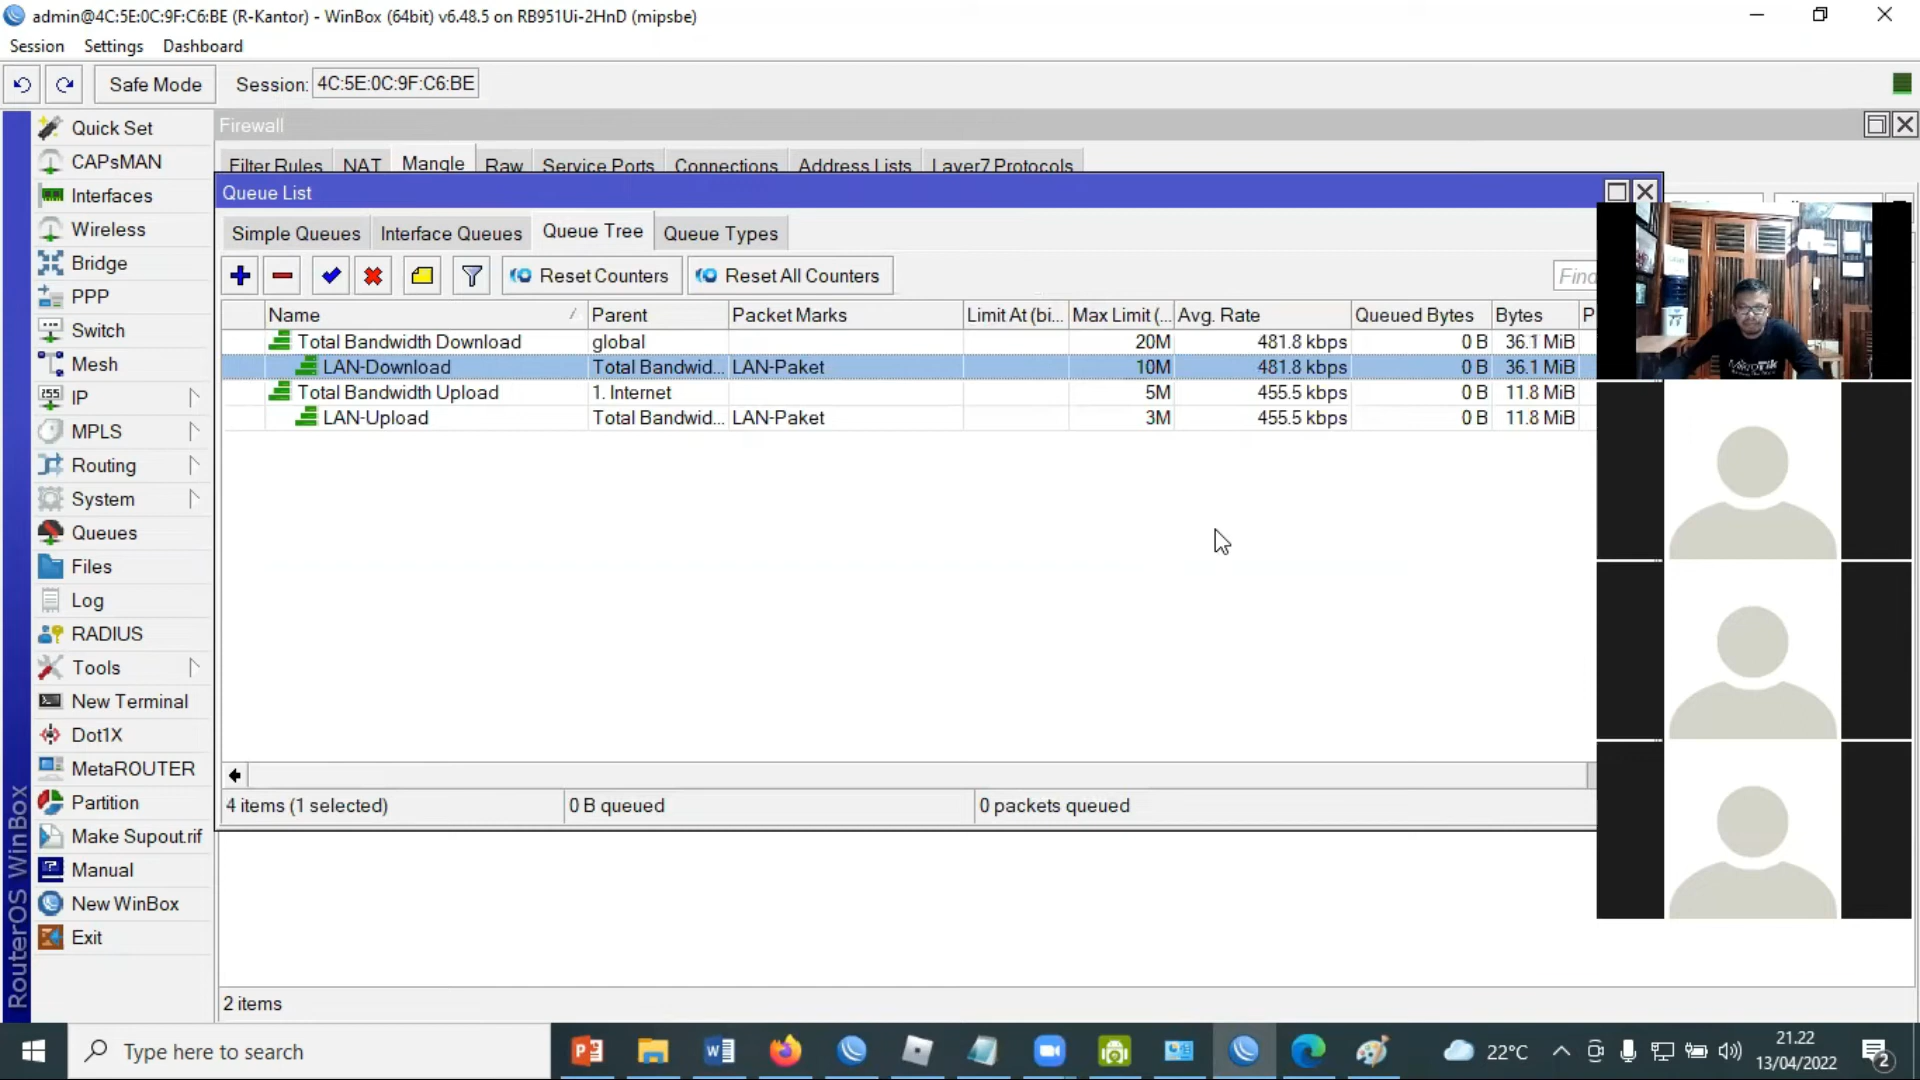 admin@4C:5E:0C:9F:C6:BE (R-Kantor) - WinBox (64bit) v6.48.5 on RB951Ui-2HnD (mipsbe)
Session Settings Dashboard
Safe Mode Session: 4C:5E:0C:9F:C6:BE
Quick Set
CAPsMAN
Interfaces
Wireless
Bridge
PPP
Switch
Mesh
IP
MPLS
Routing
System
Queues
Files
Log
RADIUS
Tools
New Terminal
Dot1X
MetaROUTER
Partition
Make Supout.rif
Manual
New WinBox
Exit
RouterOS WinBox
Firewall
Filter Rules NAT Mangle Raw Service Ports Connections Address Lists Layer7 Protocols
Queue List
Simple Queues Interface Queues Queue Tree Queue Types
Reset Counters Reset All Counters Find
Name Parent Packet Marks Limit At (bi... Max Limit (... Avg. Rate Queued Bytes Bytes P
Total Bandwidth Download global 20M 481.8 kbps 0 B 36.1 MiB
LAN-Download Total Bandwid... LAN-Paket 10M 481.8 kbps 0 B 36.1 MiB
Total Bandwidth Upload 1. Internet 5M 455.5 kbps 0 B 11.8 MiB
LAN-Upload Total Bandwid... LAN-Paket 3M 455.5 kbps 0 B 11.8 MiB
4 items (1 selected) 0 B queued 0 packets queued
2 items
MikroTik
Type here to search
22°C
21.22
13/04/2022
2